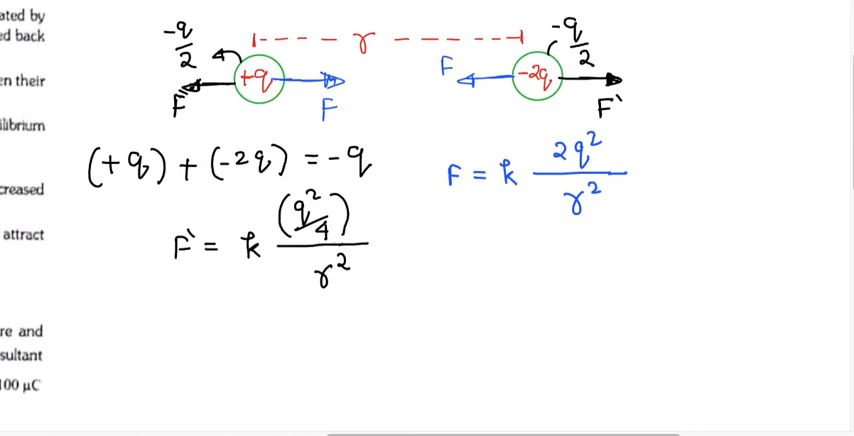 ated by
ed back
en their
ilibrium
creased
attract
re and
sultant
100 µC
-q/2
r
-q/2
+q
-2q
F
F
F`
F`
(+q) + (-2q) = -q
F = k 2q²/r²
F` = k (q²/4)/r²